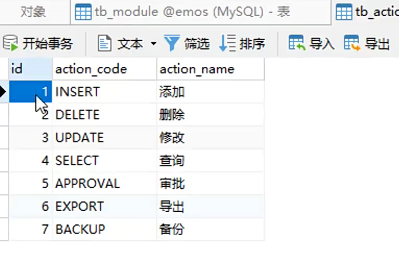 对象 tb_module @emos (MySQL) - 表 tb_actio
开始事务 文本 筛选 排序 导入 导出
id action_code action_name
1 INSERT 添加
2 DELETE 删除
3 UPDATE 修改
4 SELECT 查询
5 APPROVAL 审批
6 EXPORT 导出
7 BACKUP 备份